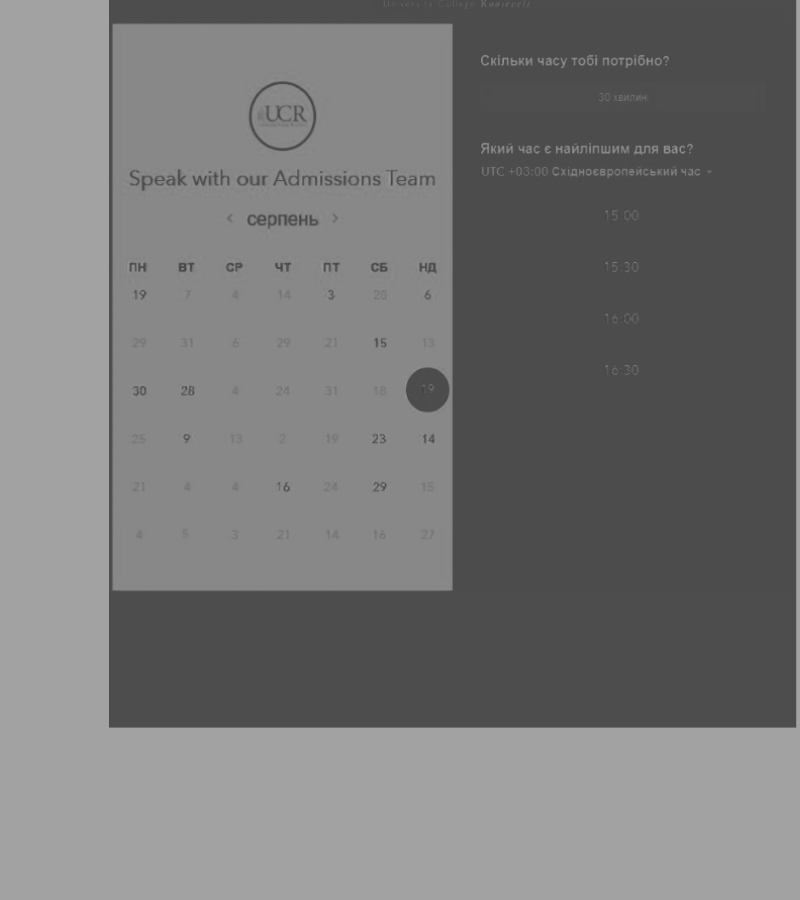 University College Roosevelt
UCR
Speak with our Admissions Team
‹ серпень ›
ПН ВТ СР ЧТ ПТ СБ НД
19 7 4 14 3 28 6
29 31 6 29 21 15 13
30 28 4 24 31 18 19
25 9 13 2 19 23 14
21 4 4 16 24 29 15
4 5 3 21 14 16 27
Скільки часу тобі потрібно?
30 хвилин
Який час є найліпшим для вас?
UTC +03:00 Східноєвропейський час
15:00
15:30
16:00
16:30